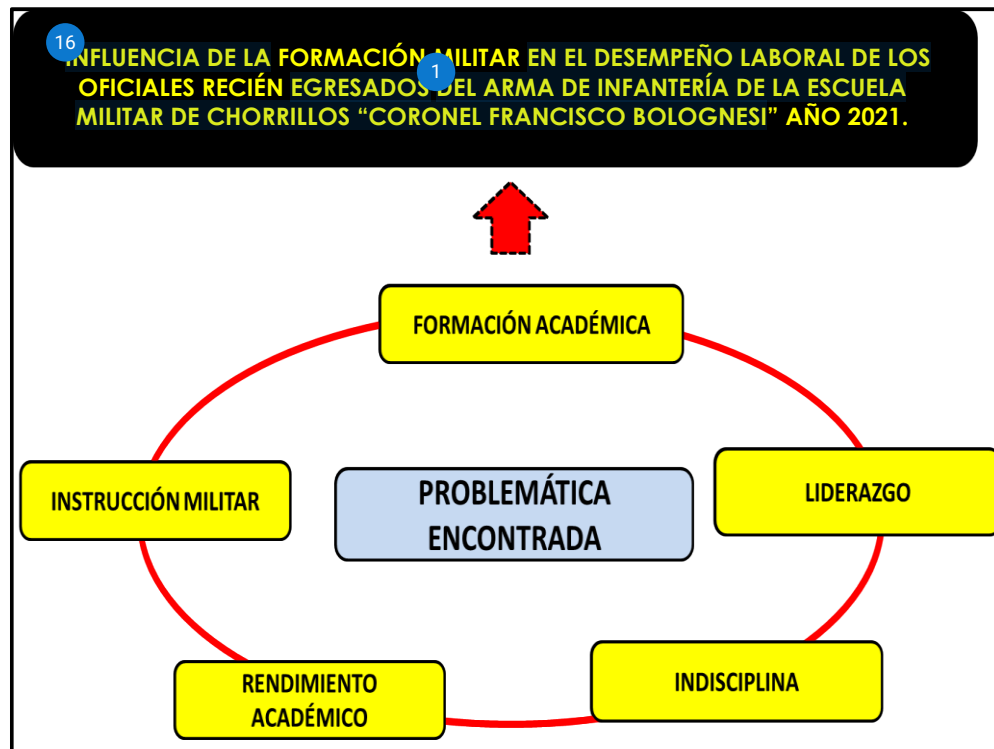 16
INFLUENCIA DE LA FORMACIÓN MILITAR EN EL DESEMPEÑO LABORAL DE LOS
1
OFICIALES RECIÉN EGRESADOS DEL ARMA DE INFANTERÍA DE LA ESCUELA
MILITAR DE CHORRILLOS “CORONEL FRANCISCO BOLOGNESI” AÑO 2021.
FORMACIÓN ACADÉMICA
INSTRUCCIÓN MILITAR
PROBLEMÁTICA
ENCONTRADA
LIDERAZGO
RENDIMIENTO
ACADÉMICO
INDISCIPLINA